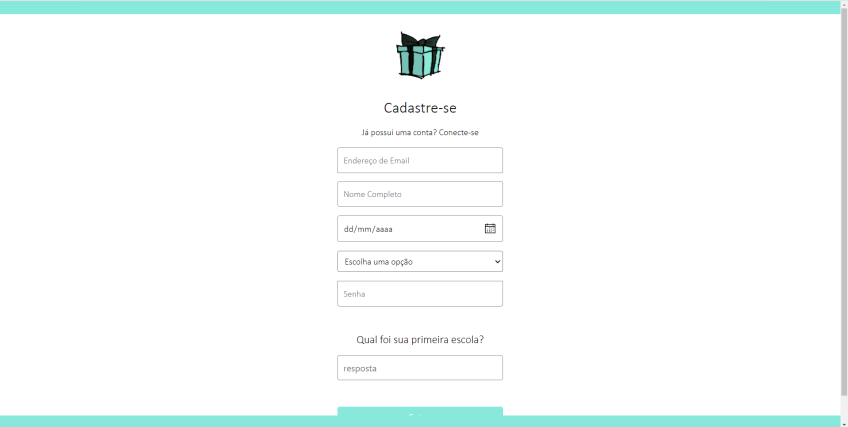 Cadastre-se
Já possui uma conta? Conecte-se
Endereço de Email
Nome Completo
dd/mm/aaaa
Escolha uma opção
Senha
Qual foi sua primeira escola?
resposta